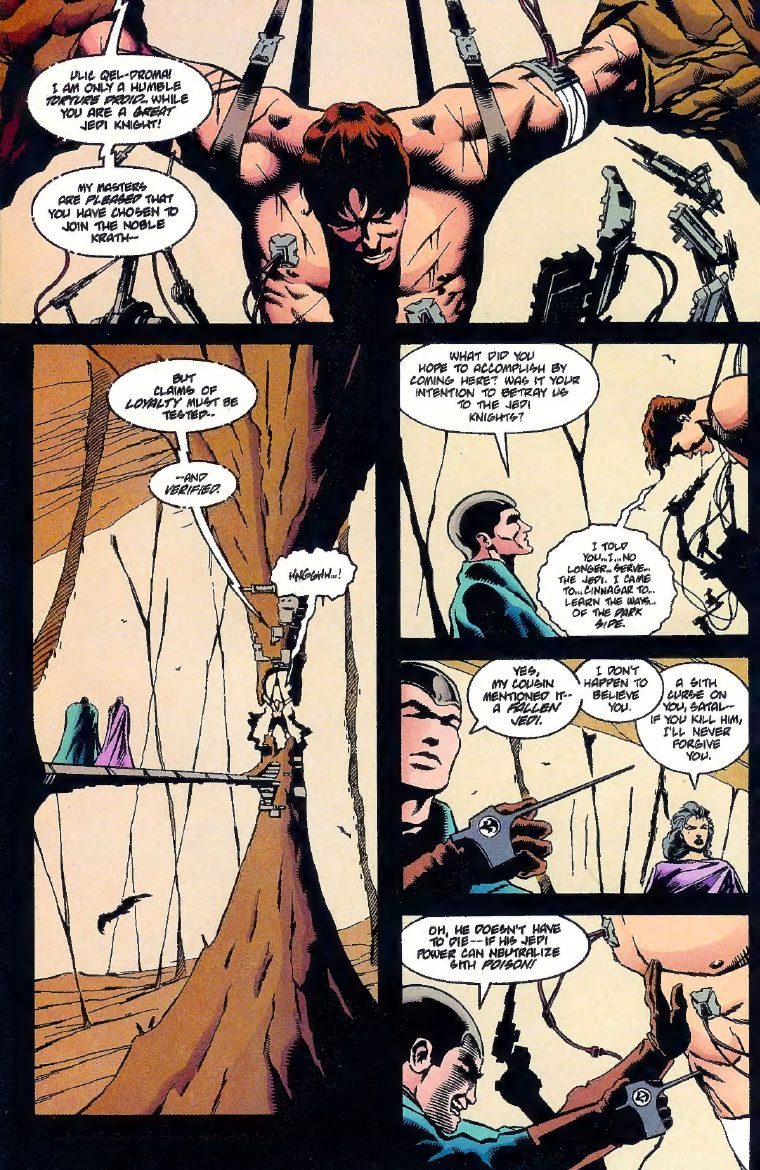 ULIC QEL-DROMA!
I AM ONLY A HUMBLE
TORTURE DROID.. WHILE
YOU ARE A GREAT
JEDI KNIGHT!
MY MASTERS
ARE PLEASED THAT
YOU HAVE CHOSEN TO
JOIN THE NOBLE
KRATH--
BUT
CLAIMS OF
LOYALTY MUST BE
TESTED--
--AND
VERIFIED.
HNGGHH...!
WHAT DID YOU
HOPE TO ACCOMPLISH BY
COMING HERE? WAS IT YOUR
INTENTION TO BETRAY US
TO THE JEDI
KNIGHTS?
I TOLD
YOU...I...NO
LONGER.. SERVE...
THE JEDI. I CAME
TO...CINNAGAR TO...
LEARN THE WAYS...
OF THE DARK
SIDE.
YES,
MY COUSIN
MENTIONED IT--
A FALLEN
JEDI.
I DON'T
HAPPEN TO
BELIEVE
YOU.
A SITH
CURSE ON
YOU, SATAL--
IF YOU KILL HIM,
I'LL NEVER
FORGIVE
YOU.
OH, HE DOESN'T HAVE
TO DIE--IF HIS JEDI
POWER CAN NEUTRALIZE
SITH POISON!